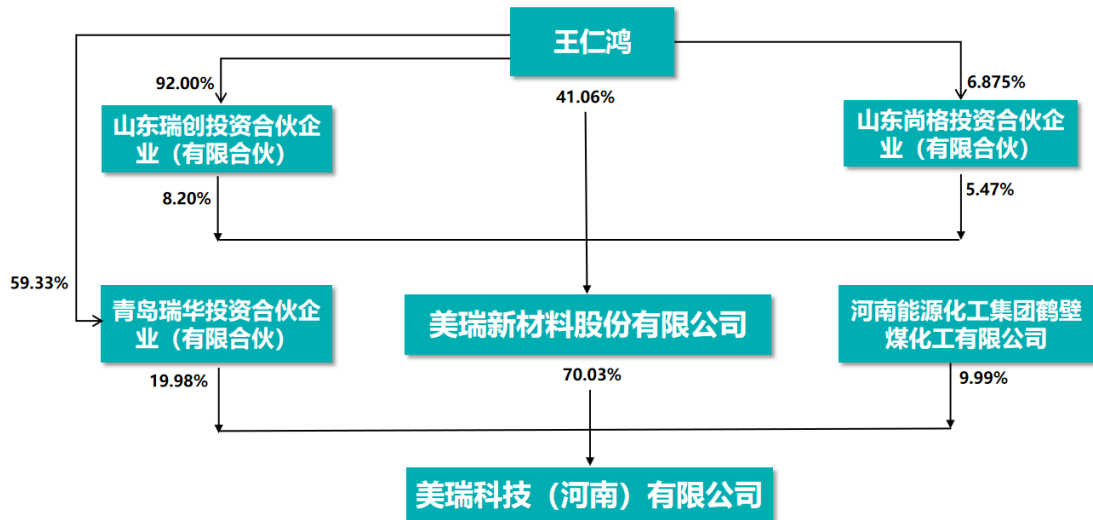 王仁鸿
92.00%
41.06%
6.875%
山东瑞创投资合伙企
业（有限合伙）
山东尚格投资合伙企
业（有限合伙）
8.20%
5.47%
59.33%
青岛瑞华投资合伙企
业（有限合伙）
美瑞新材料股份有限公司
河南能源化工集团鹤壁
煤化工有限公司
19.98%
70.03%
9.99%
美瑞科技（河南）有限公司